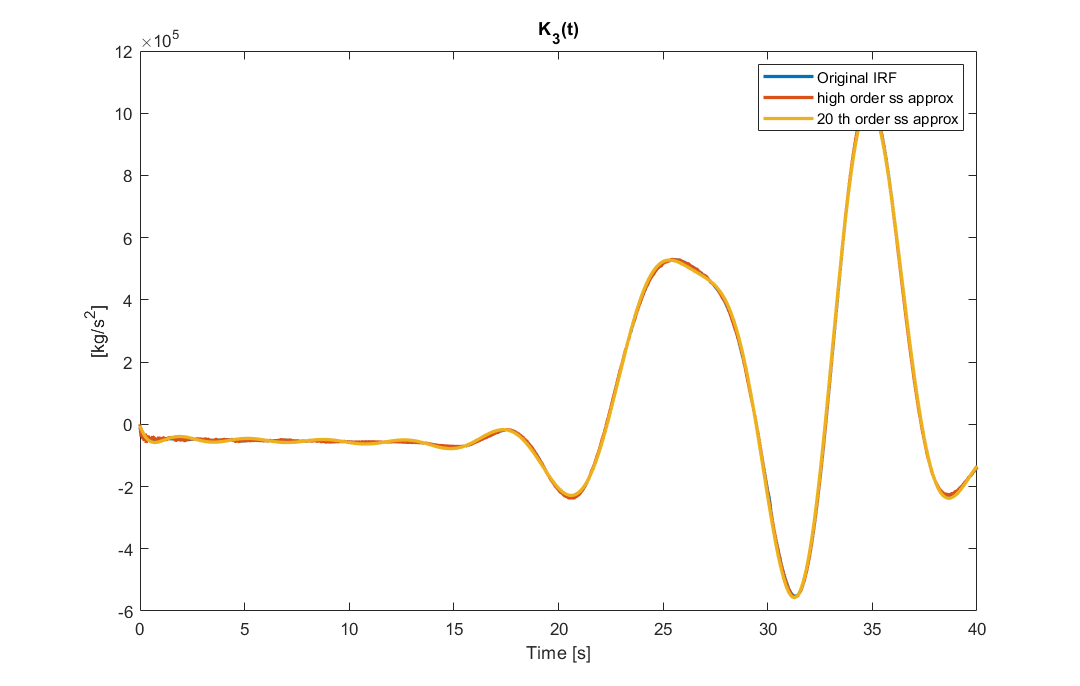 K3(t)
×10^5
Original IRF
high order ss approx
20 th order ss approx
12
10
8
6
4
2
0
-2
-4
-6
[kg/s^2]
0 5 10 15 20 25 30 35 40
Time [s]